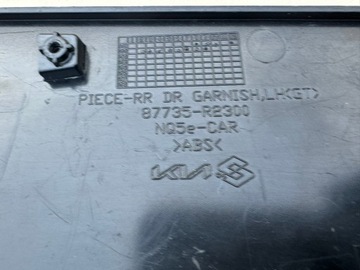 PIECE-RR DR GARNISH,LH<GT>
87735-R2300
NQ5e-CAR
>ABS<
KIA